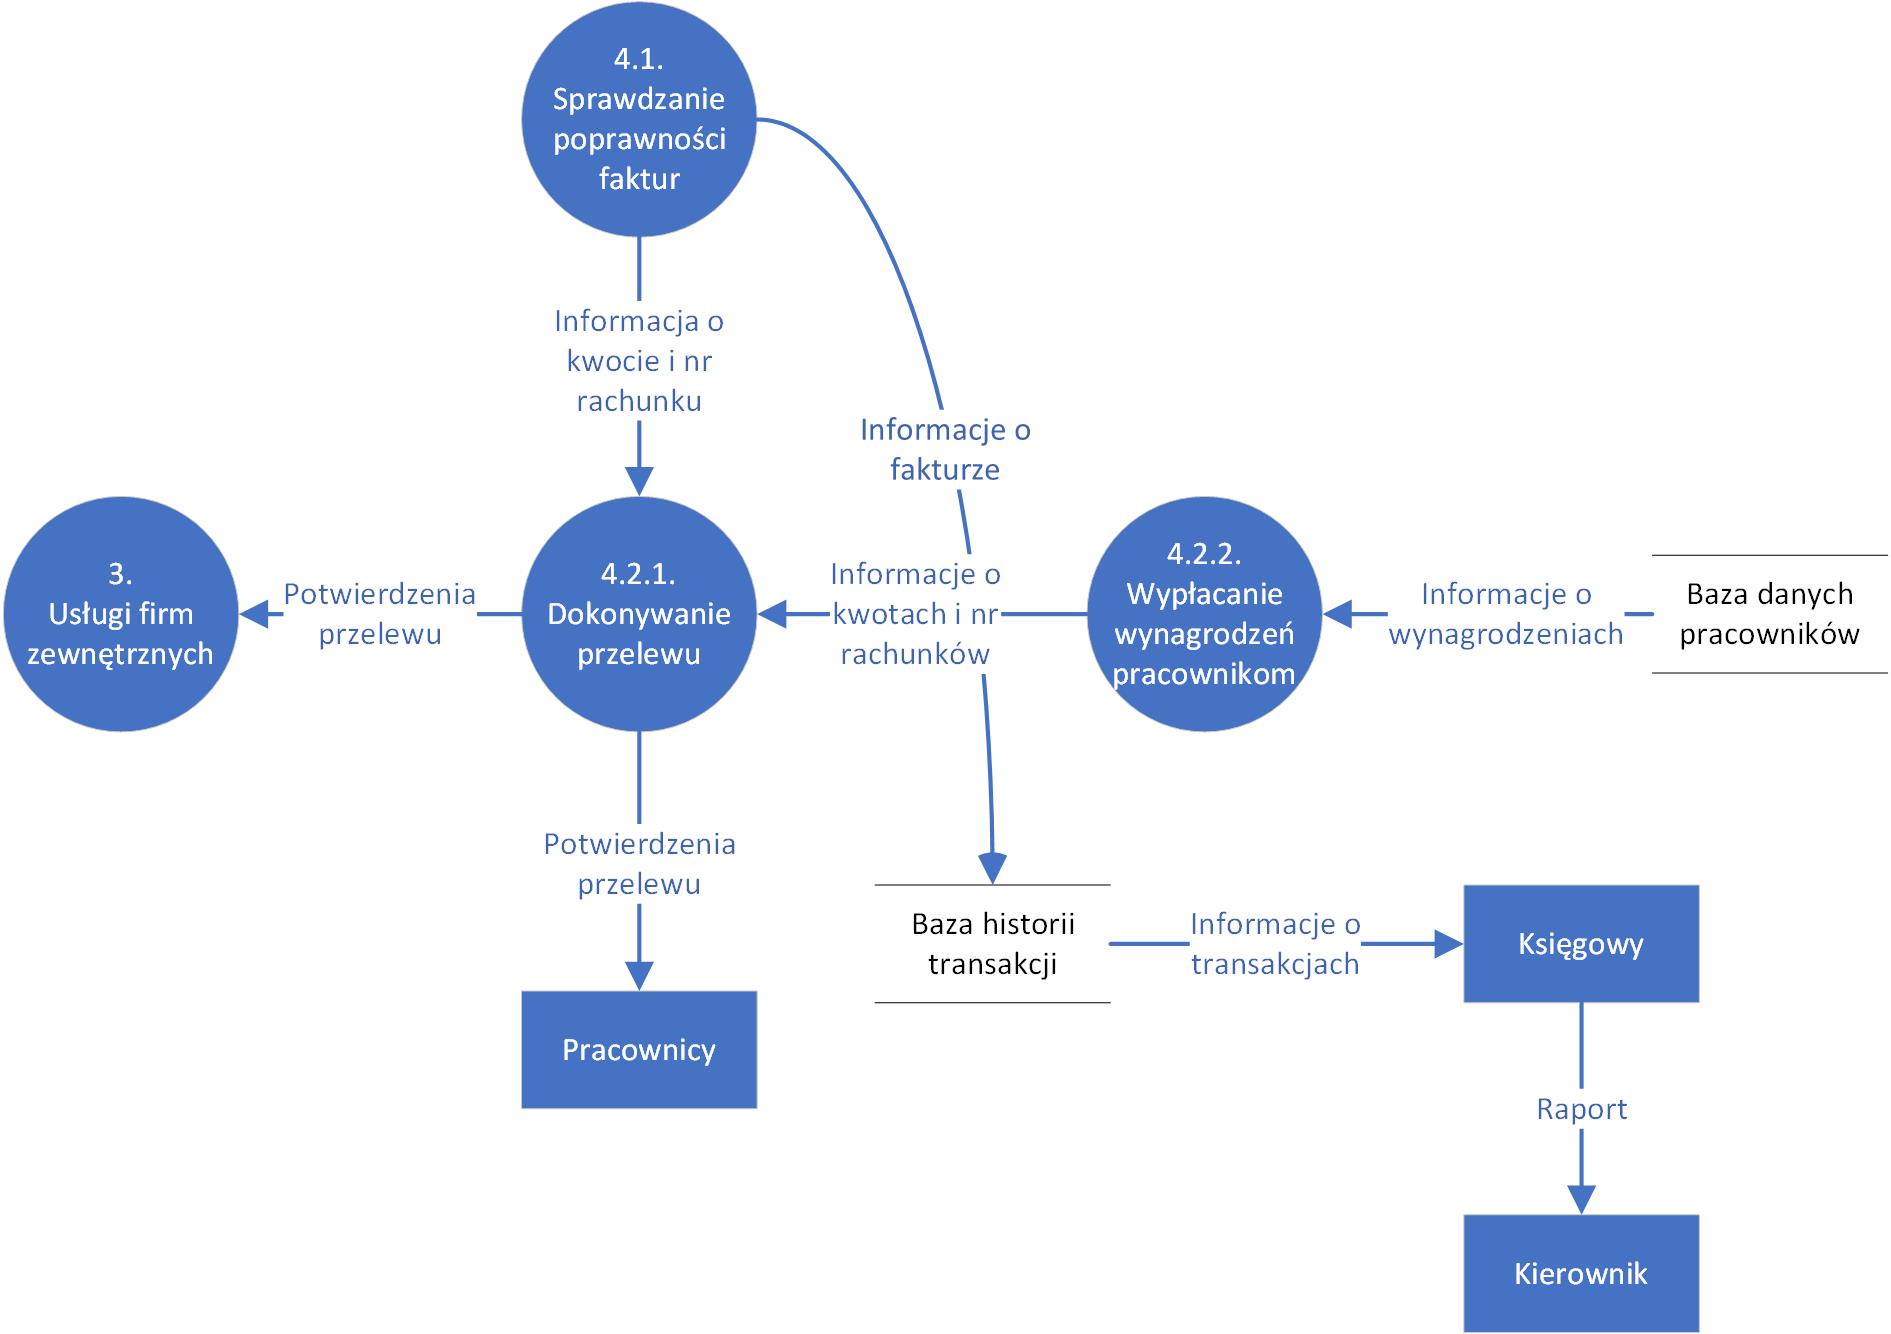 4.1.
Sprawdzanie
poprawności
faktur
Informacja o
kwocie i nr
rachunku
Informacje o
fakturze
3.
Usługi firm
zewnętrznych
Potwierdzenia
przelewu
4.2.1.
Dokonywanie
przelewu
Informacje o
kwotach i nr
rachunków
4.2.2.
Wypłacanie
wynagrodzeń
pracownikom
Informacje o
wynagrodzeniach
Baza danych
pracowników
Potwierdzenia
przelewu
Pracownicy
Baza historii
transakcji
Informacje o
transakcjach
Księgowy
Raport
Kierownik